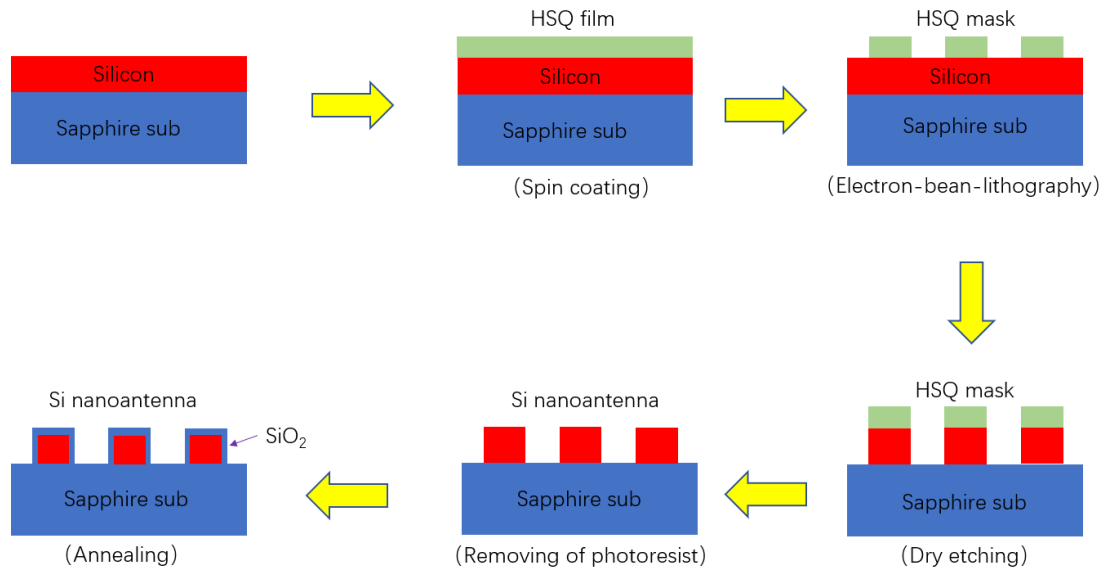 HSQ film
HSQ mask
Silicon
Silicon
Silicon
Sapphire sub
Sapphire sub
Sapphire sub
(Spin coating)
(Electron-bean-lithography)
HSQ mask
Si nanoantenna
Si nanoantenna
SiO₂
Sapphire sub
Sapphire sub
Sapphire sub
(Annealing)
(Removing of photoresist)
(Dry etching)